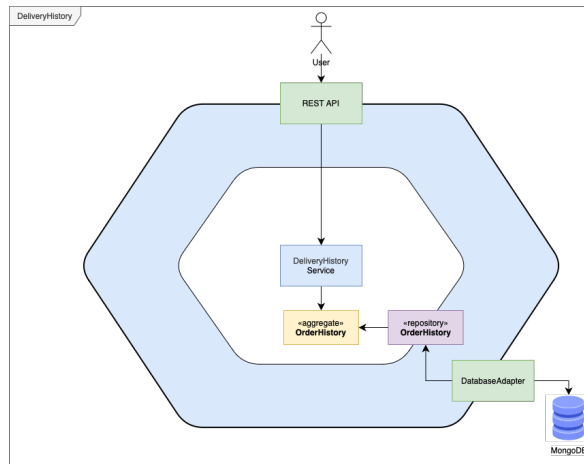 DeliveryHistory
User
REST API
DeliveryHistory
Service
«aggregate»
OrderHistory
«repository»
OrderHistory
DatabaseAdapter
MongoDB